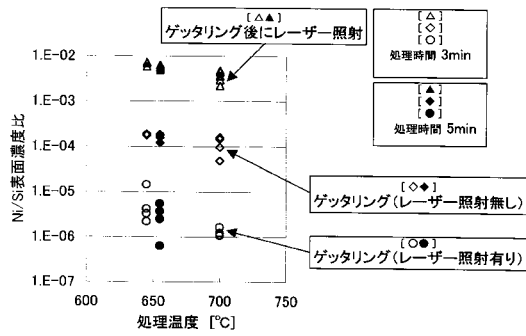 [△▲]
ゲッタリング後にレーザー照射
[△]
[◇]
[○]
処理時間 3min
[▲]
[◆]
[●]
処理時間 5min
1.E-02
1.E-03
1.E-04
1.E-05
1.E-06
1.E-07
Ni/Si表面濃度比
[◇◆]
ゲッタリング(レーザー照射無し)
[○●]
ゲッタリング(レーザー照射有り)
600
650
700
750
処理温度 [℃]